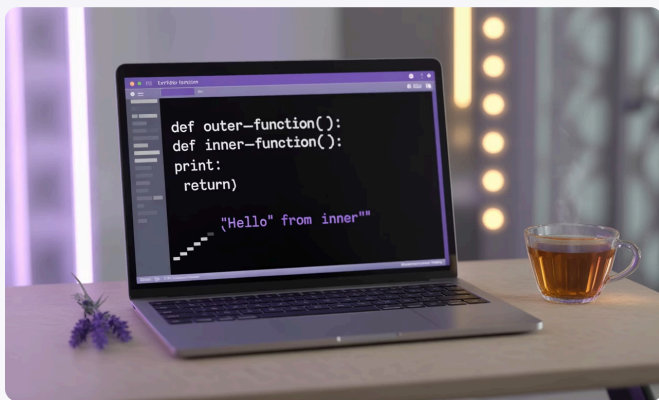 def outer—function():
def inner—function():
print:
return)
"Hello" from inner""